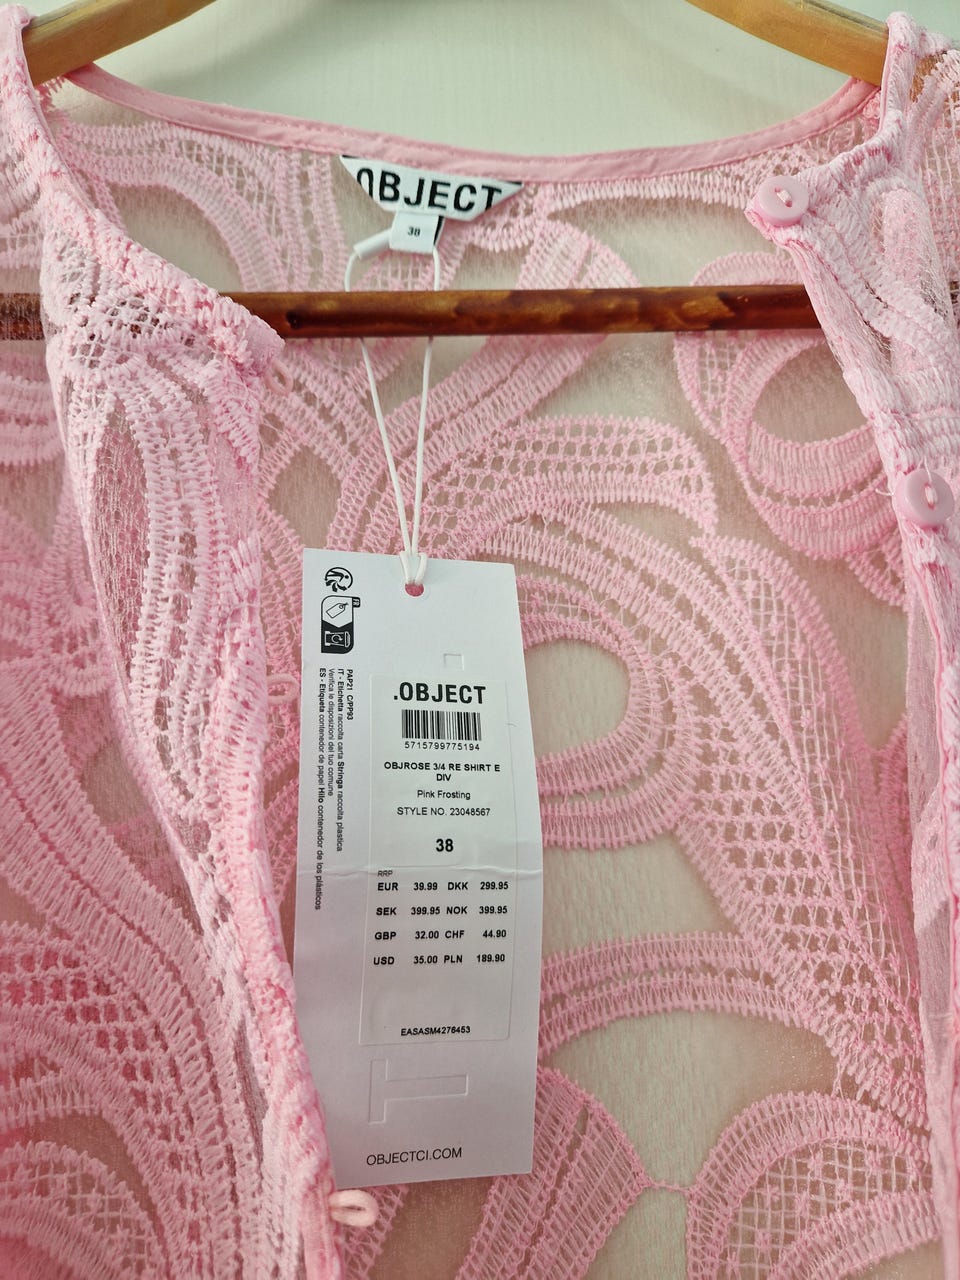 .OBJECT
38
FR
PAP21 C/PP93
IT - Etichetta raccolta carta Stringa raccolta plastica
Verifica le disposizioni del tuo comune
ES - Etiqueta contenedor de papel Hilo contenedor de los plásticos
.OBJECT
5715799775194
OBJROSE 3/4 RE SHIRT E
DIV
Pink Frosting
STYLE NO. 23048567
38
RRP
EUR 39.99 DKK 299.95
SEK 399.95 NOK 399.95
GBP 32.00 CHF 44.90
USD 35.00 PLN 189.90
EASASM4276453
OBJECTCI.COM